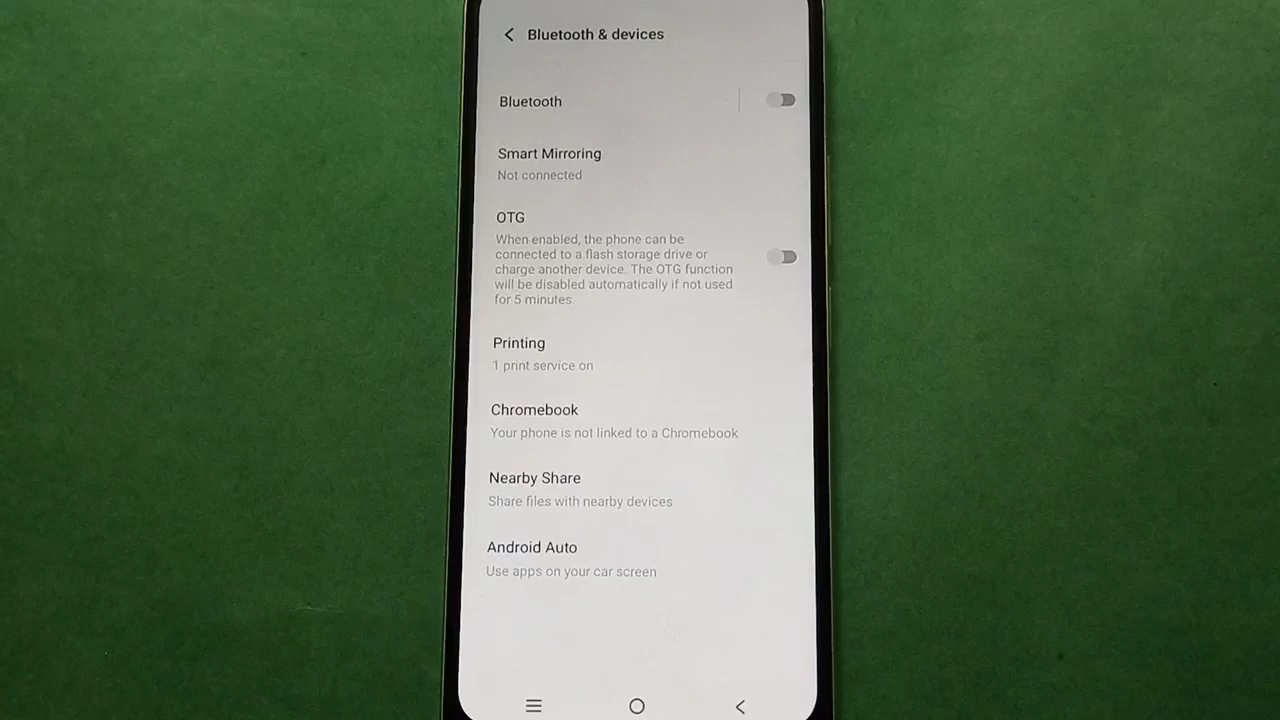 Bluetooth & devices
Bluetooth
Smart Mirroring
Not connected
OTG
When enabled, the phone can be
connected to a flash storage drive or
charge another device. The OTG function
will be disabled automatically if not used
for 5 minutes.
Printing
1 print service on
Chromebook
Your phone is not linked to a Chromebook
Nearby Share
Share files with nearby devices
Android Auto
Use apps on your car screen